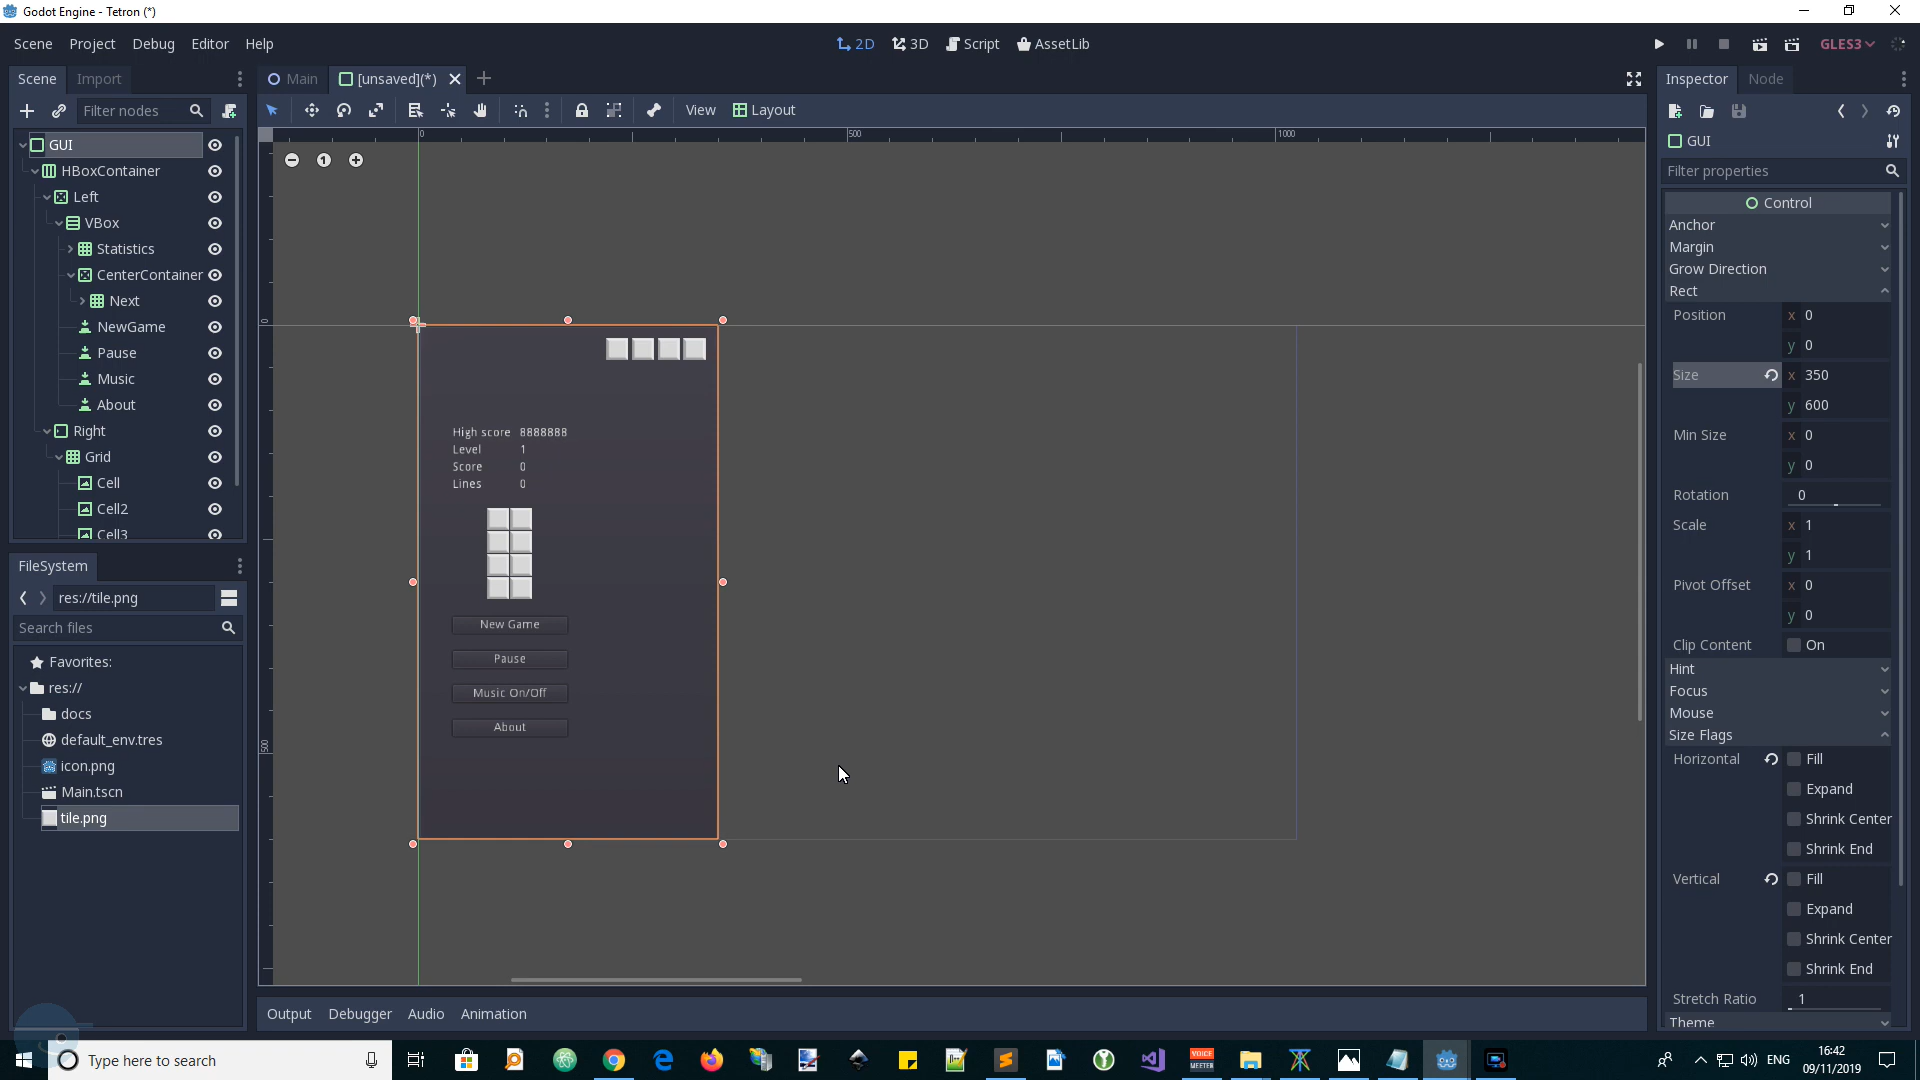 Godot Engine - Tetron (*)
Scene Project Debug Editor Help
2D 3D Script AssetLib
GLES3
Scene Import
Main [unsaved](*)
Inspector Node
Filter nodes
View Layout
GUI
HBoxContainer
Left
VBox
Statistics
CenterContainer
Next
NewGame
Pause
Music
About
Right
Grid
Cell
Cell2
Cell3
FileSystem
res://tile.png
Search files
Favorites:
res://
docs
default_env.tres
icon.png
Main.tscn
tile.png
0 500 1000
0
500
1
High score 8888888
Level 1
Score 0
Lines 0
New Game
Pause
Music On/Off
About
Output Debugger Audio Animation
GUI
Filter properties
Control
Anchor
Margin
Grow Direction
Rect
Position x 0
y 0
Size x 350
y 600
Min Size x 0
y 0
Rotation 0
Scale x 1
y 1
Pivot Offset x 0
y 0
Clip Content On
Hint
Focus
Mouse
Size Flags
Horizontal Fill
Expand
Shrink Center
Shrink End
Vertical Fill
Expand
Shrink Center
Shrink End
Stretch Ratio 1
Theme
Type here to search
VOICE MEETER
ENG
16:42
09/11/2019